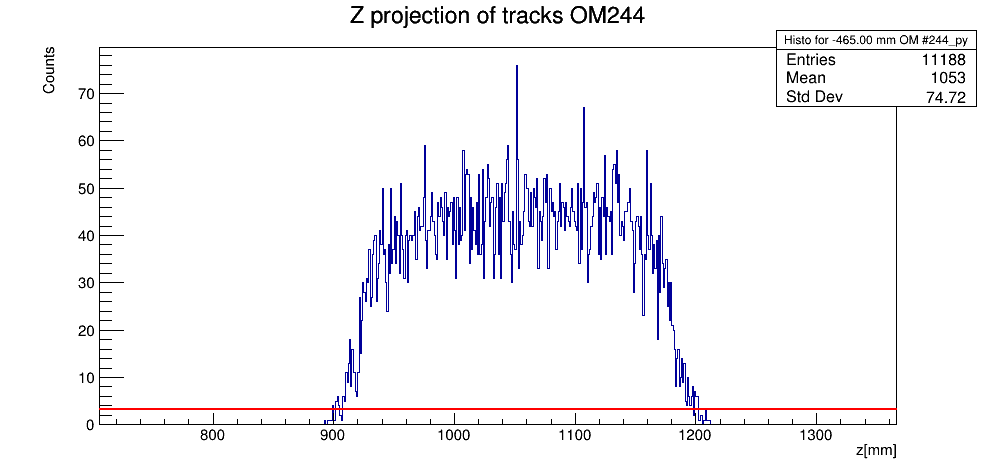 Z projection of tracks OM244
Histo for -465.00 mm OM #244_py
Entries 11188
Mean 1053
Std Dev 74.72
Counts
70
60
50
40
30
20
10
0
800 900 1000 1100 1200 1300
z[mm]